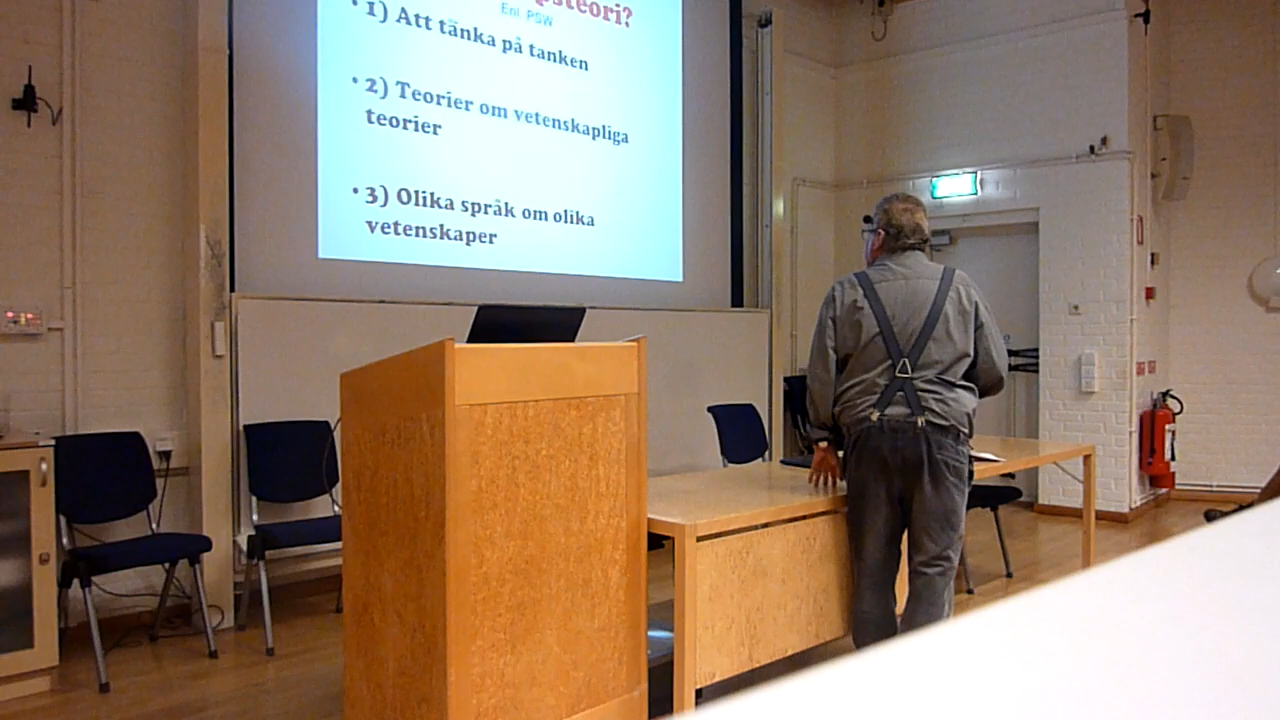 Enl. PSW
• 1) Att tänka på tanken
• 2) Teorier om vetenskapliga
teorier
• 3) Olika språk om olika
vetenskaper